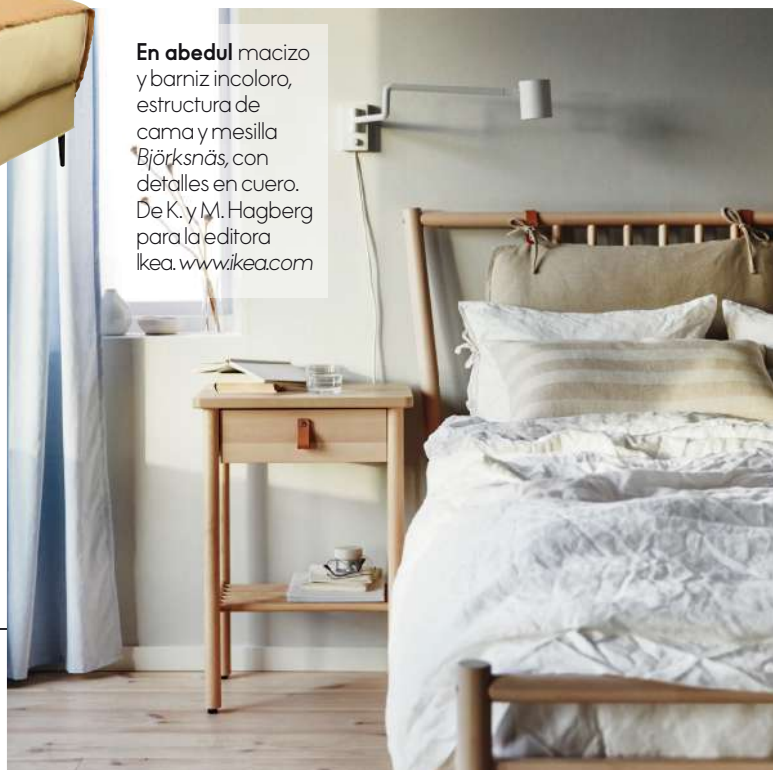 En abedul macizo
y barniz incoloro,
estructura de
cama y mesilla
Björksnäs, con
detalles en cuero.
De K. y M. Hagberg
para la editora
Ikea. www.ikea.com